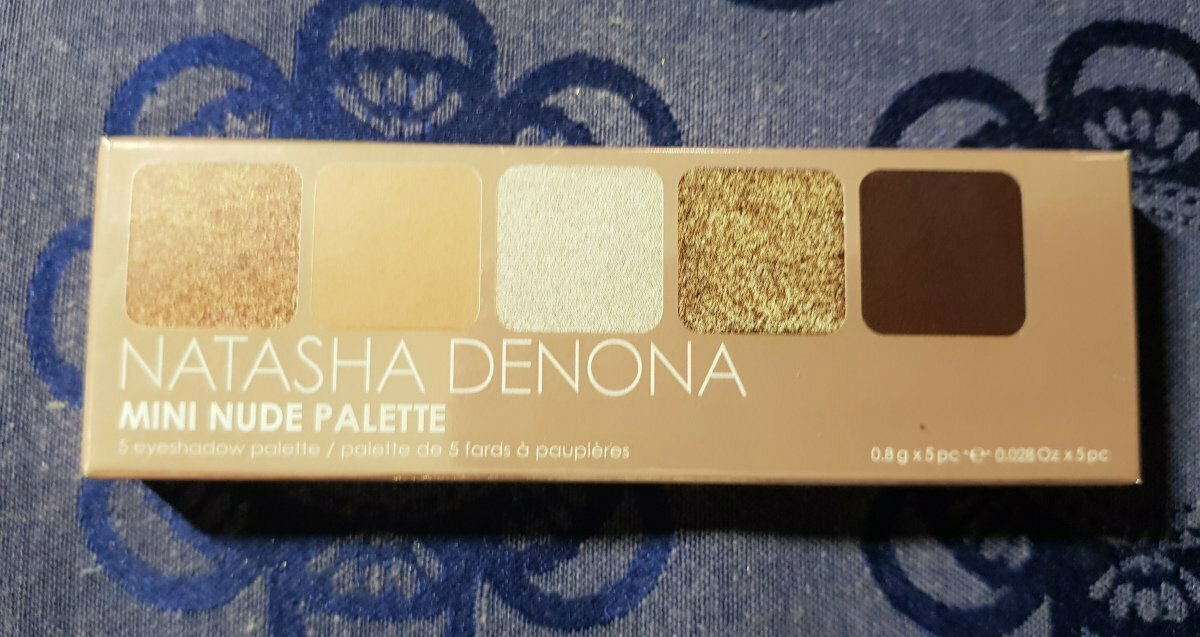 NATASHA DENONA
MINI NUDE PALETTE
5 eyeshadow palette / palette de 5 fards à paupières
0.8 g x 5 pc "℮" 0.028 Oz x 5 pc